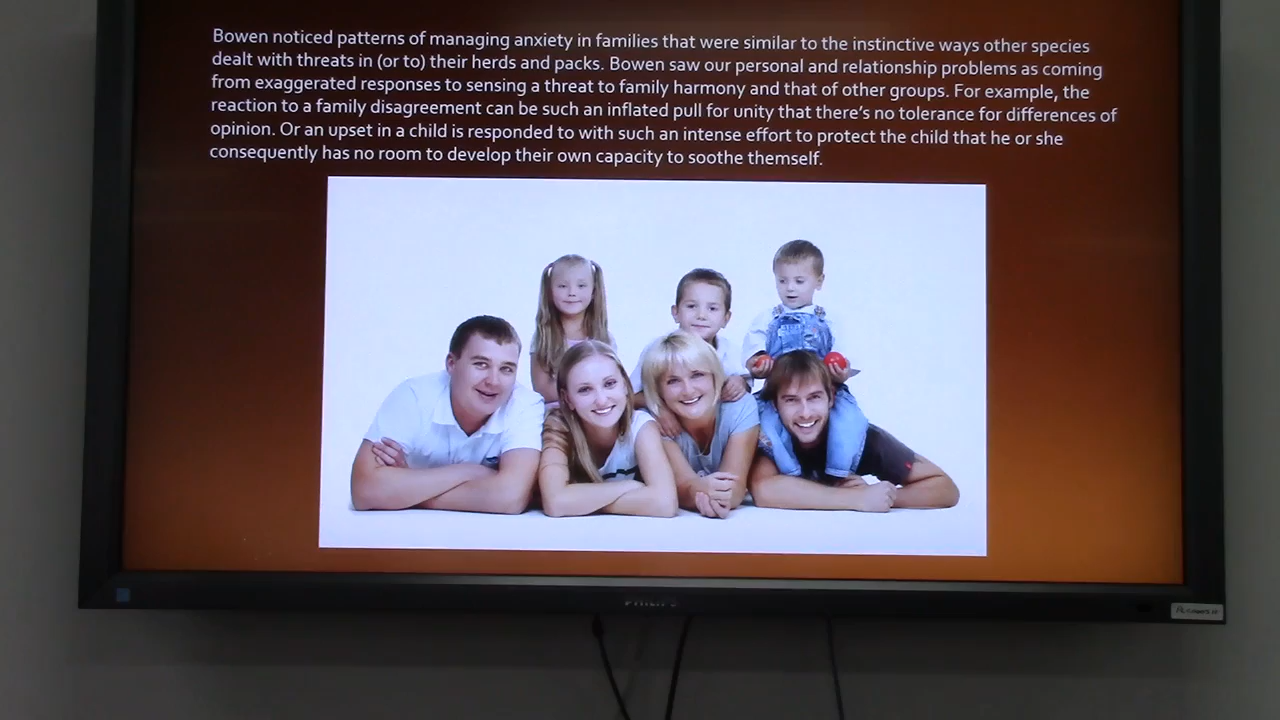 Bowen noticed patterns of managing anxiety in families that were similar to the instinctive ways other species
dealt with threats in (or to) their herds and packs. Bowen saw our personal and relationship problems as coming
from exaggerated responses to sensing a threat to family harmony and that of other groups. For example, the
reaction to a family disagreement can be such an inflated pull for unity that there's no tolerance for differences of
opinion. Or an upset in a child is responded to with such an intense effort to protect the child that he or she
consequently has no room to develop their own capacity to soothe themself.
PHILIPS